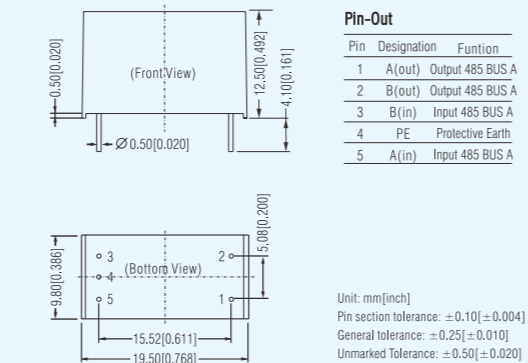 0.50[0.020]
(Front View)
12.50[0.492]
4.10[0.161]
Ø 0.50[0.020]
Pin-Out
Pin Designation Funtion
1 A(out) Output 485 BUS A
2 B(out) Output 485 BUS A
3 B(in) Input 485 BUS A
4 PE Protective Earth
5 A(in) Input 485 BUS A
9.80[0.386]
3 2
(Bottom View)
4
5 1
5.08[0.200]
15.52[0.611]
19.50[0.768]
Unit: mm[inch]
Pin section tolerance: ±0.10[±0.004]
General tolerance: ±0.25[±0.010]
Unmarked Tolerance: ±0.50[±0.020]